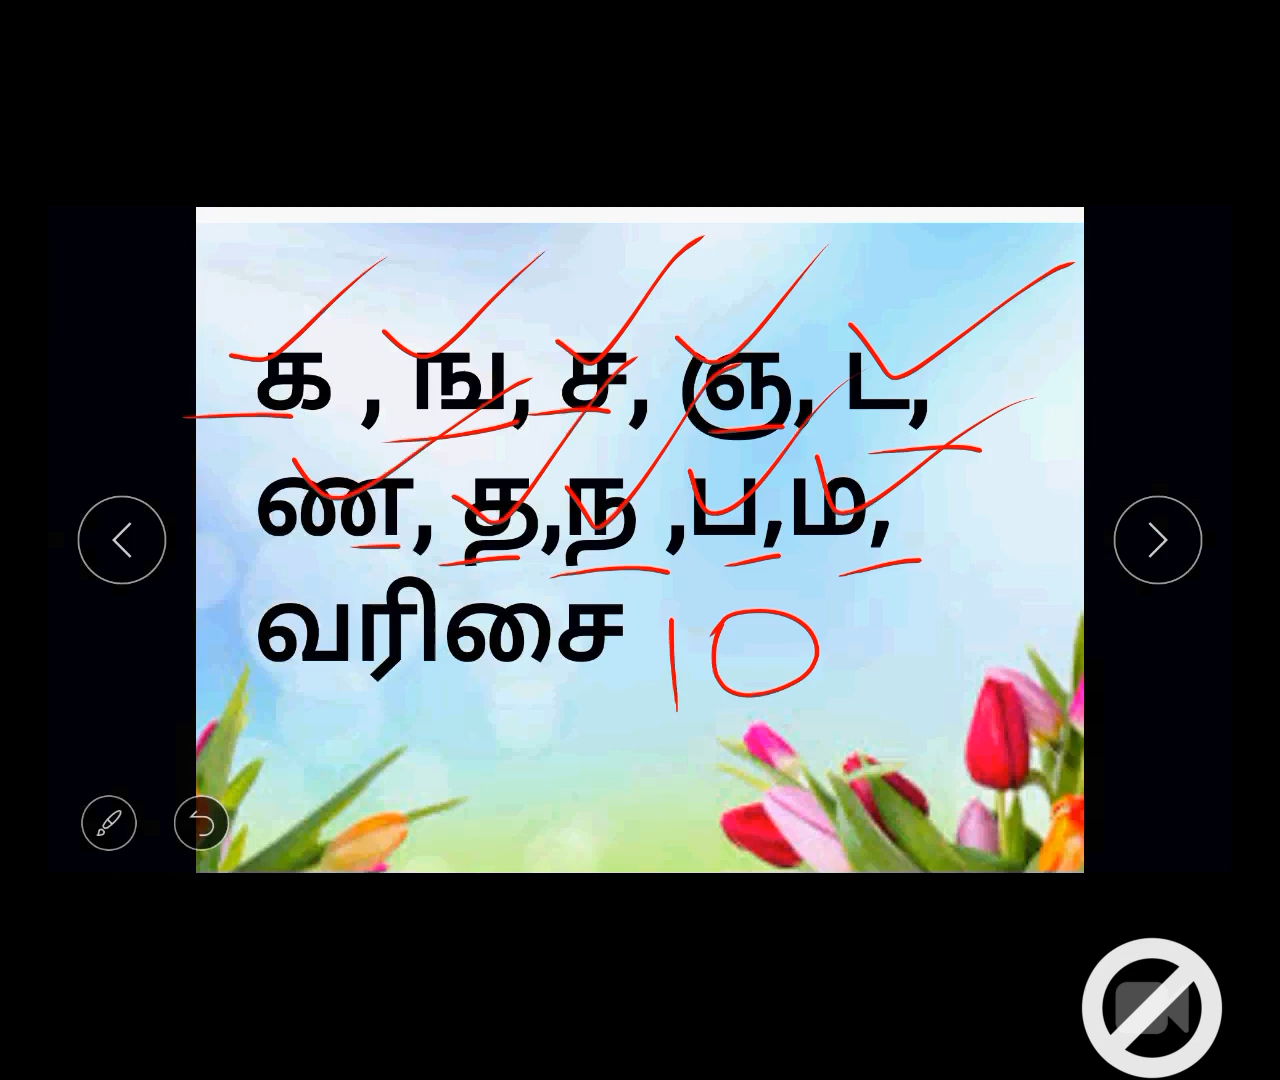 க , ங, ச, ஞ, ட,
ண, த,ந ,ப,ம,
வரிசை 10